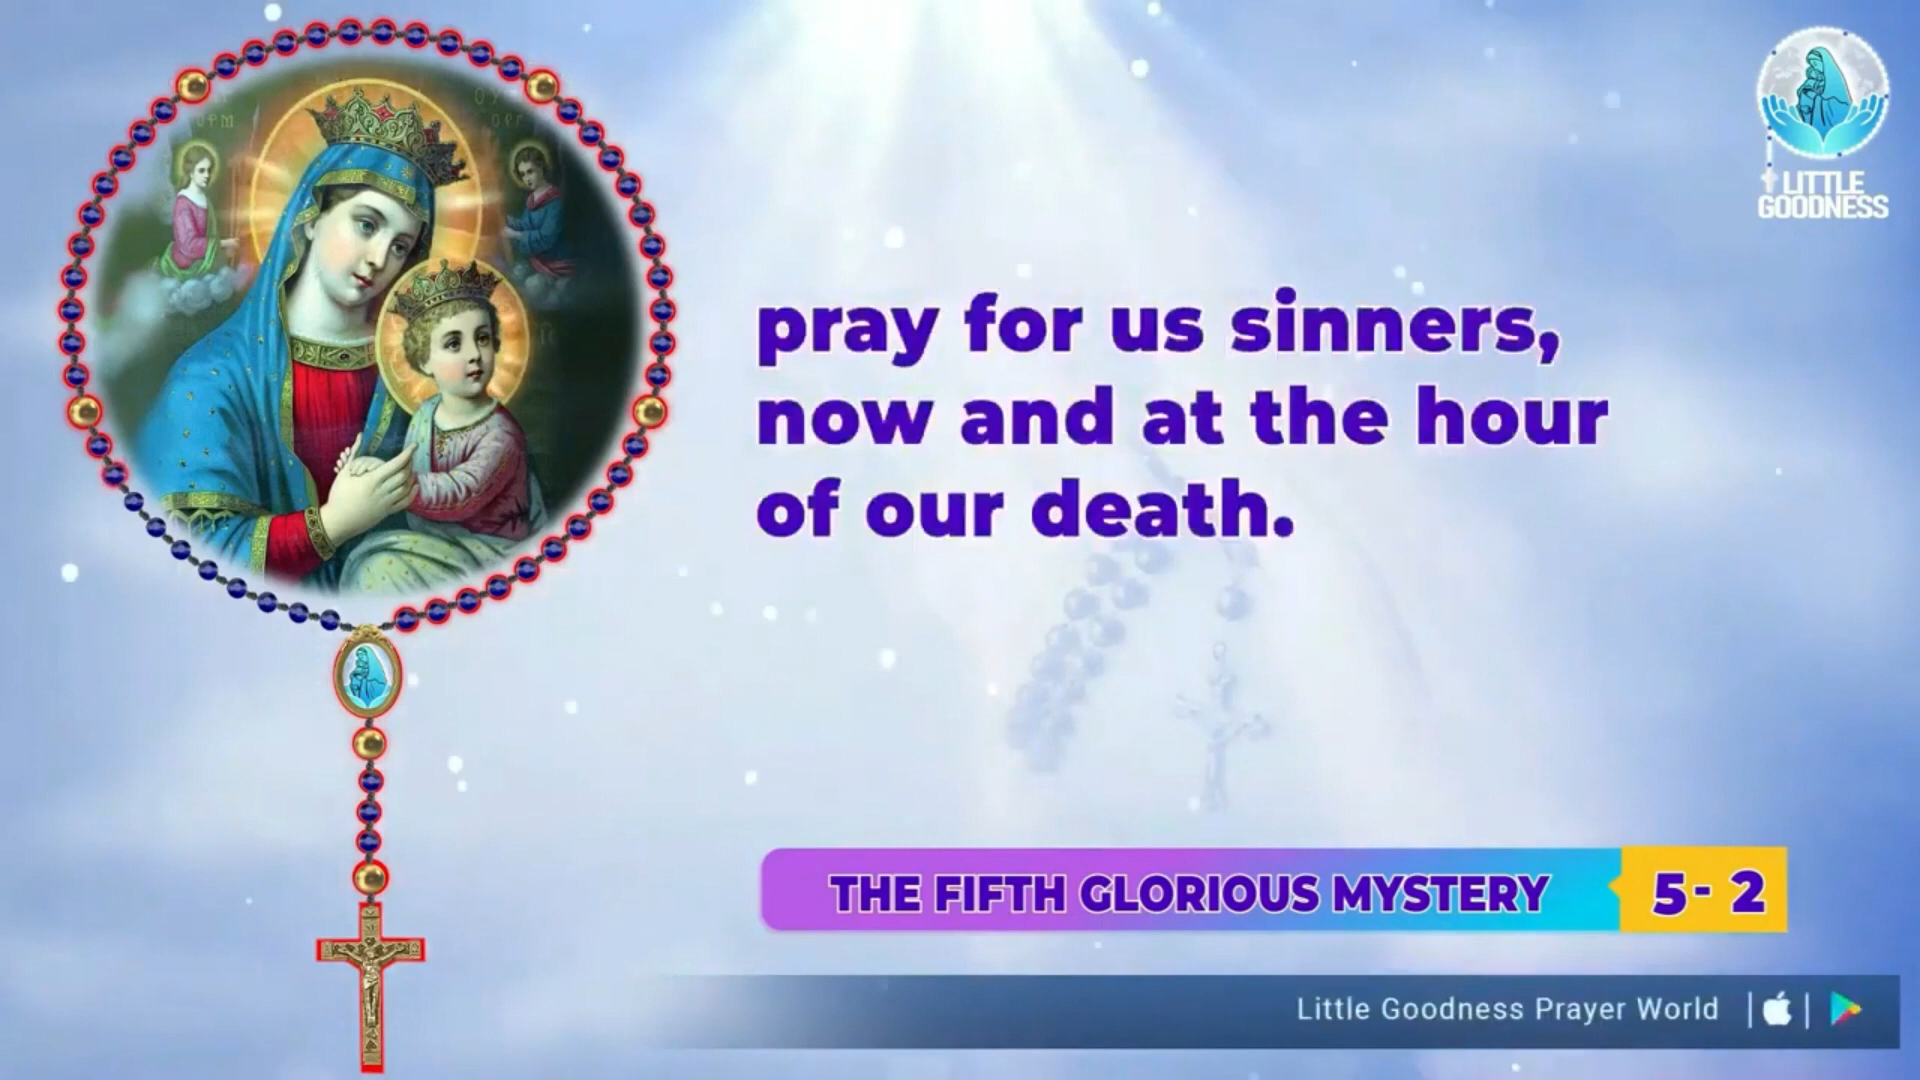 LITTLE
GOODNESS
pray for us sinners,
now and at the hour
of our death.
THE FIFTH GLORIOUS MYSTERY
5- 2
Little Goodness Prayer World